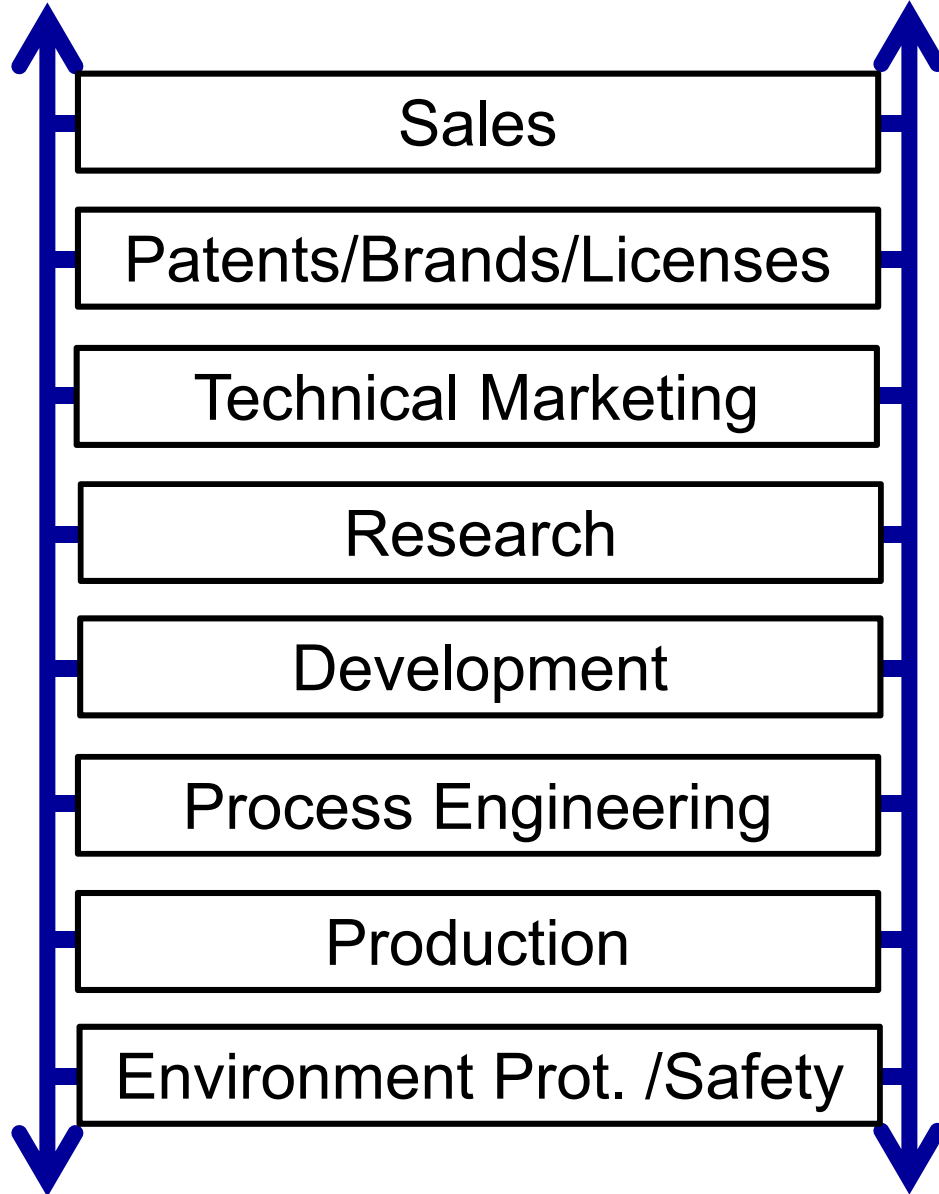 Sales
Patents/Brands/Licenses
Technical Marketing
Research
Development
Process Engineering
Production
Environment Prot. /Safety